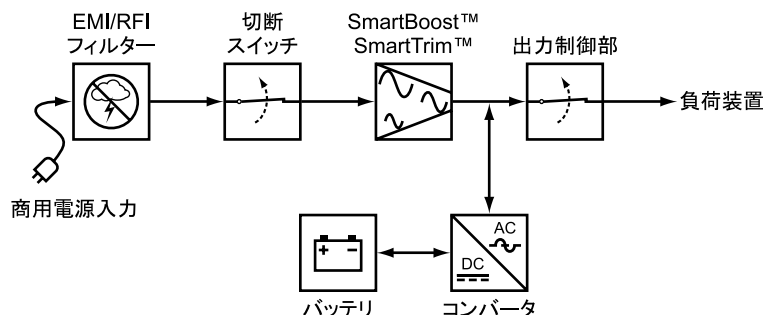 EMI/RFI
フィルター
切断
スイッチ
SmartBoost™
SmartTrim™
出力制御部
負荷装置
商用電源入力
AC
DC
バッテリ
コンバータ